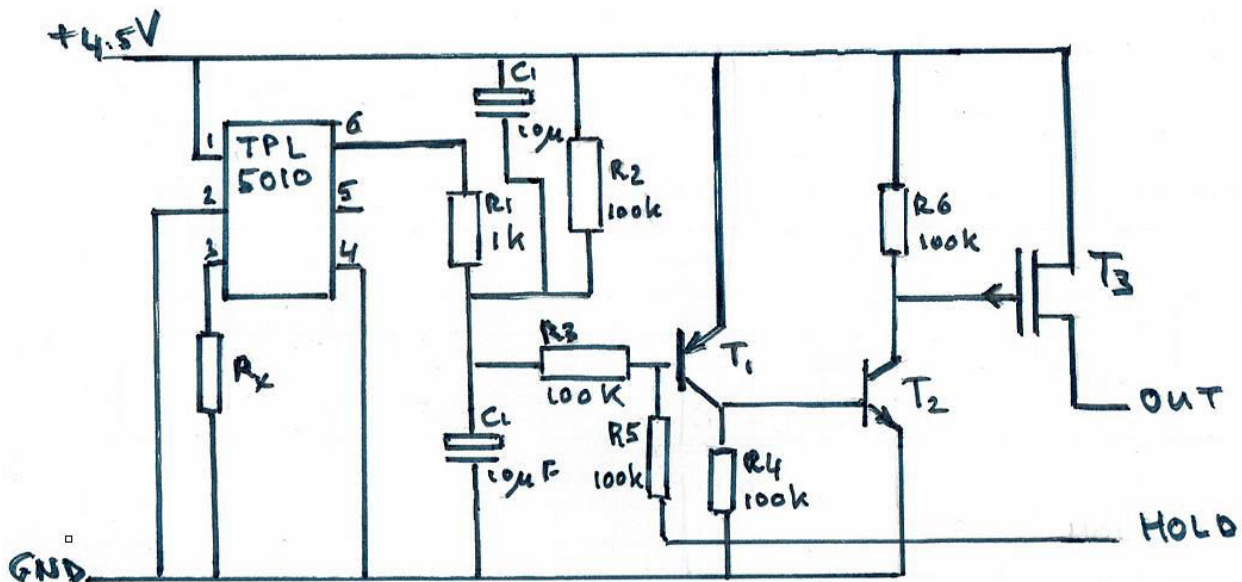 +4.5V
C1
10μ
1
TPL
5010
6
2
5
3
4
R1
1k
R2
100k
R6
100k
T3
Rx
R3
100k
T1
T2
OUT
C1
10μF
R5
100k
R4
100k
HOLD
GND